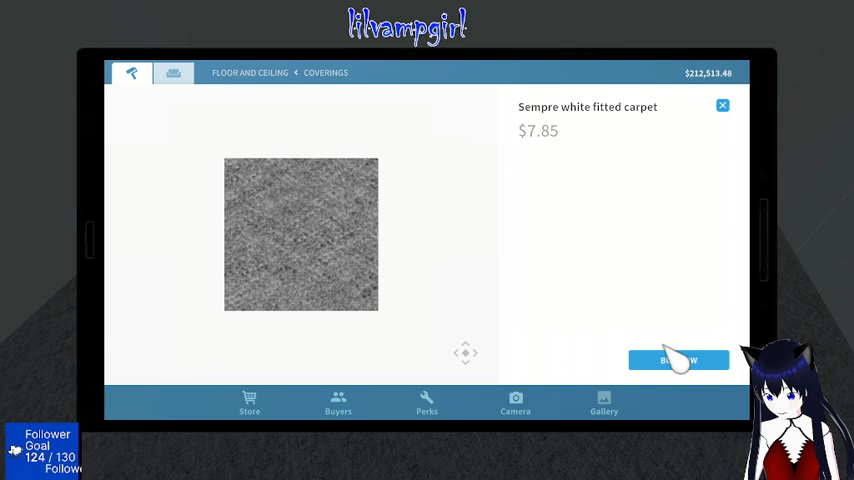 lilvampgirl
FLOOR AND CEILING < COVERINGS
$212,513.48
Sempre white fitted carpet
$7.85
Store
Buyers
Perks
Camera
Gallery
Follower
Goal
124 / 130
Follow